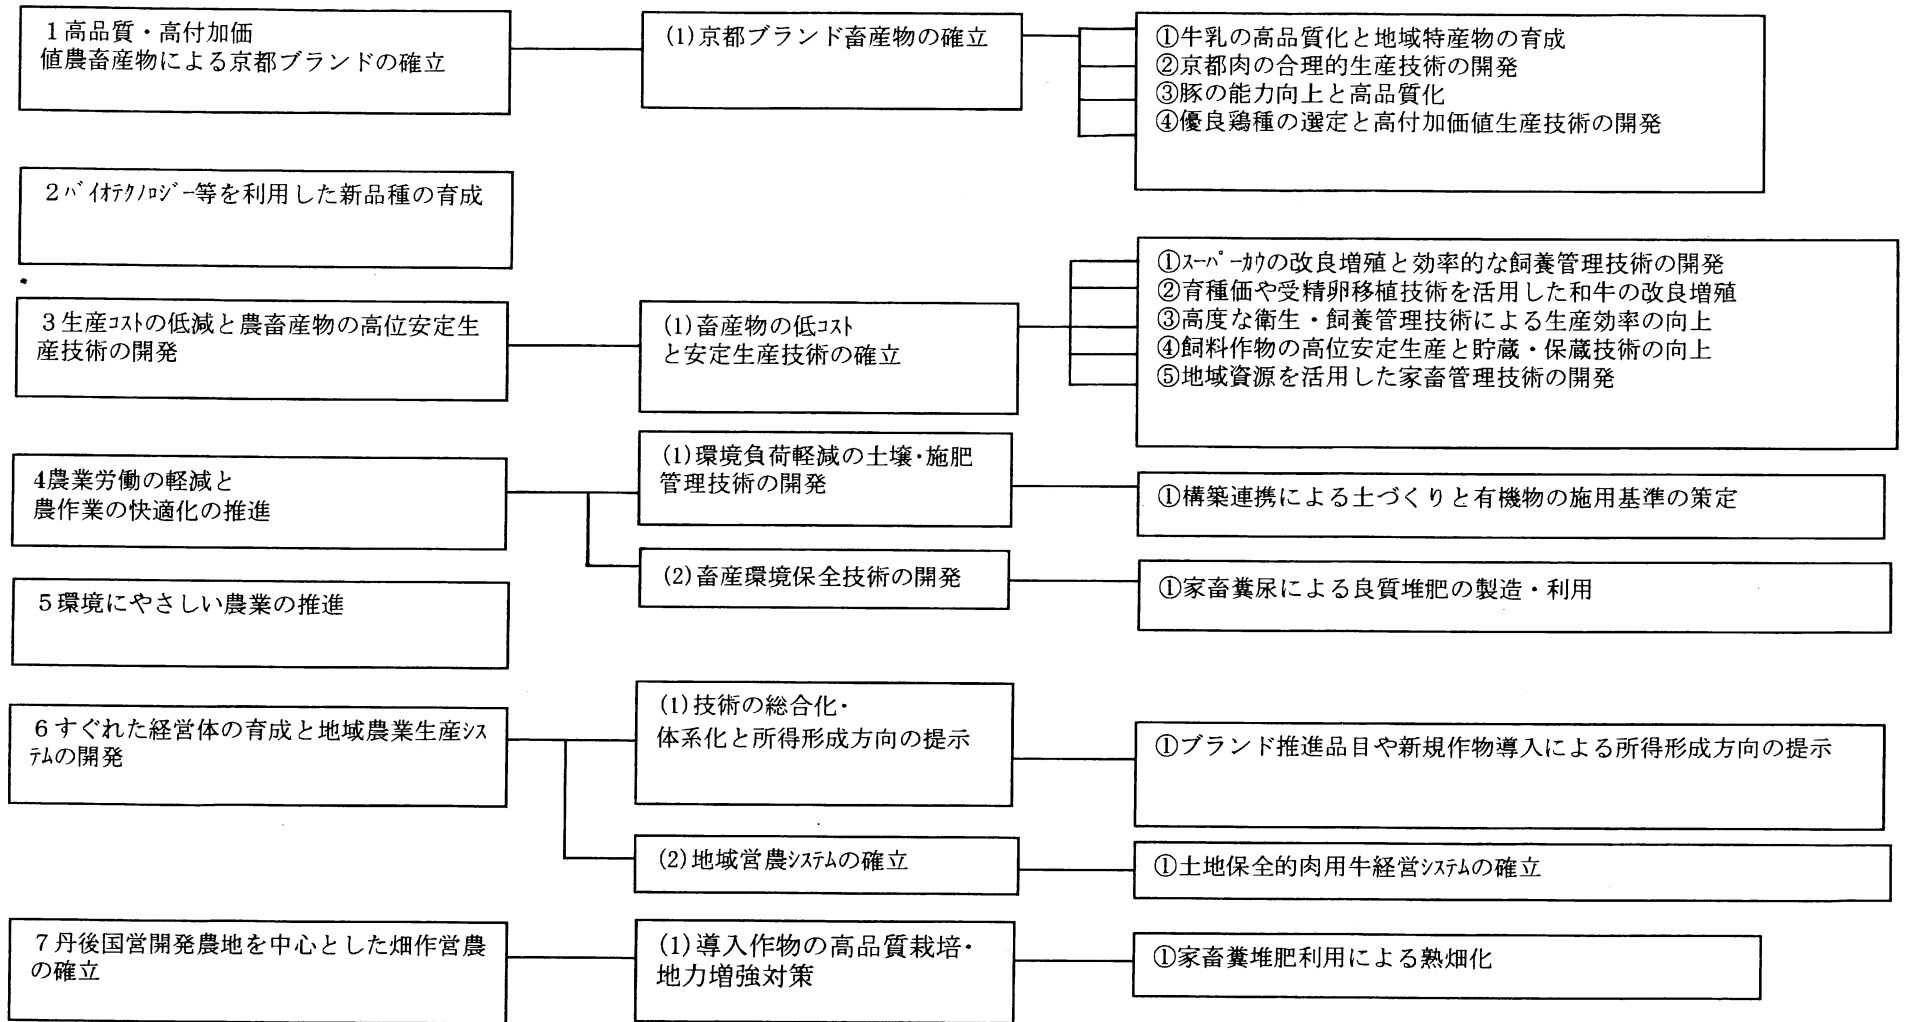 1高品質・高付加価
値農畜産物による京都ブランドの確立
(1)京都ブランド畜産物の確立
①牛乳の高品質化と地域特産物の育成
②京都肉の合理的生産技術の開発
③豚の能力向上と高品質化
④優良鶏種の選定と高付加価値生産技術の開発
2ﾊﾞｲｵﾃｸﾉﾛｼﾞｰ等を利用した新品種の育成
3生産ｺｽﾄの低減と農畜産物の高位安定生
産技術の開発
(1)畜産物の低ｺｽﾄ
と安定生産技術の確立
①ｽｰﾊﾟｰｶｳの改良増殖と効率的な飼養管理技術の開発
②育種価や受精卵移植技術を活用した和牛の改良増殖
③高度な衛生・飼養管理技術による生産効率の向上
④飼料作物の高位安定生産と貯蔵・保蔵技術の向上
⑤地域資源を活用した家畜管理技術の開発
4農業労働の軽減と
農作業の快適化の推進
(1)環境負荷軽減の土壌・施肥
管理技術の開発
①構築連携による土づくりと有機物の施用基準の策定
(2)畜産環境保全技術の開発
①家畜糞尿による良質堆肥の製造・利用
5環境にやさしい農業の推進
6すぐれた経営体の育成と地域農業生産ｼｽ
ﾃﾑの開発
(1)技術の総合化・
体系化と所得形成方向の提示
①ブランド推進品目や新規作物導入による所得形成方向の提示
(2)地域営農ｼｽﾃﾑの確立
①土地保全的肉用牛経営ｼｽﾃﾑの確立
7丹後国営開発農地を中心とした畑作営農
の確立
(1)導入作物の高品質栽培・
地力増強対策
①家畜糞堆肥利用による熟畑化